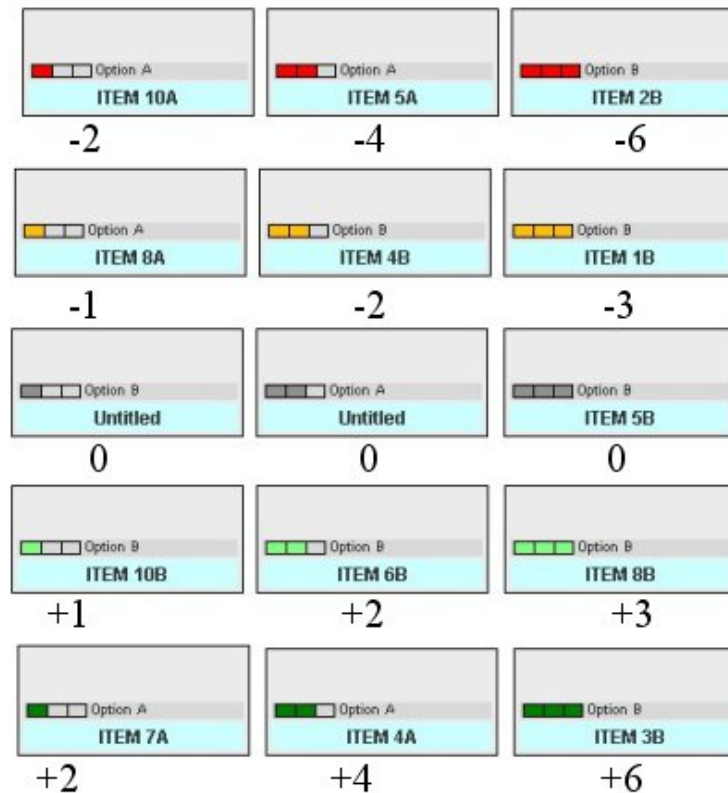 Option A
Option A
Option B
ITEM 10A
ITEM 5A
ITEM 2B
-2
-4
-6
Option A
Option B
Option B
ITEM 8A
ITEM 4B
ITEM 1B
-1
-2
-3
Option B
Option A
Option B
Untitled
Untitled
ITEM 5B
0
0
0
Option B
Option B
Option B
ITEM 10B
ITEM 6B
ITEM 8B
+1
+2
+3
Option A
Option A
Option B
ITEM 7A
ITEM 4A
ITEM 3B
+2
+4
+6